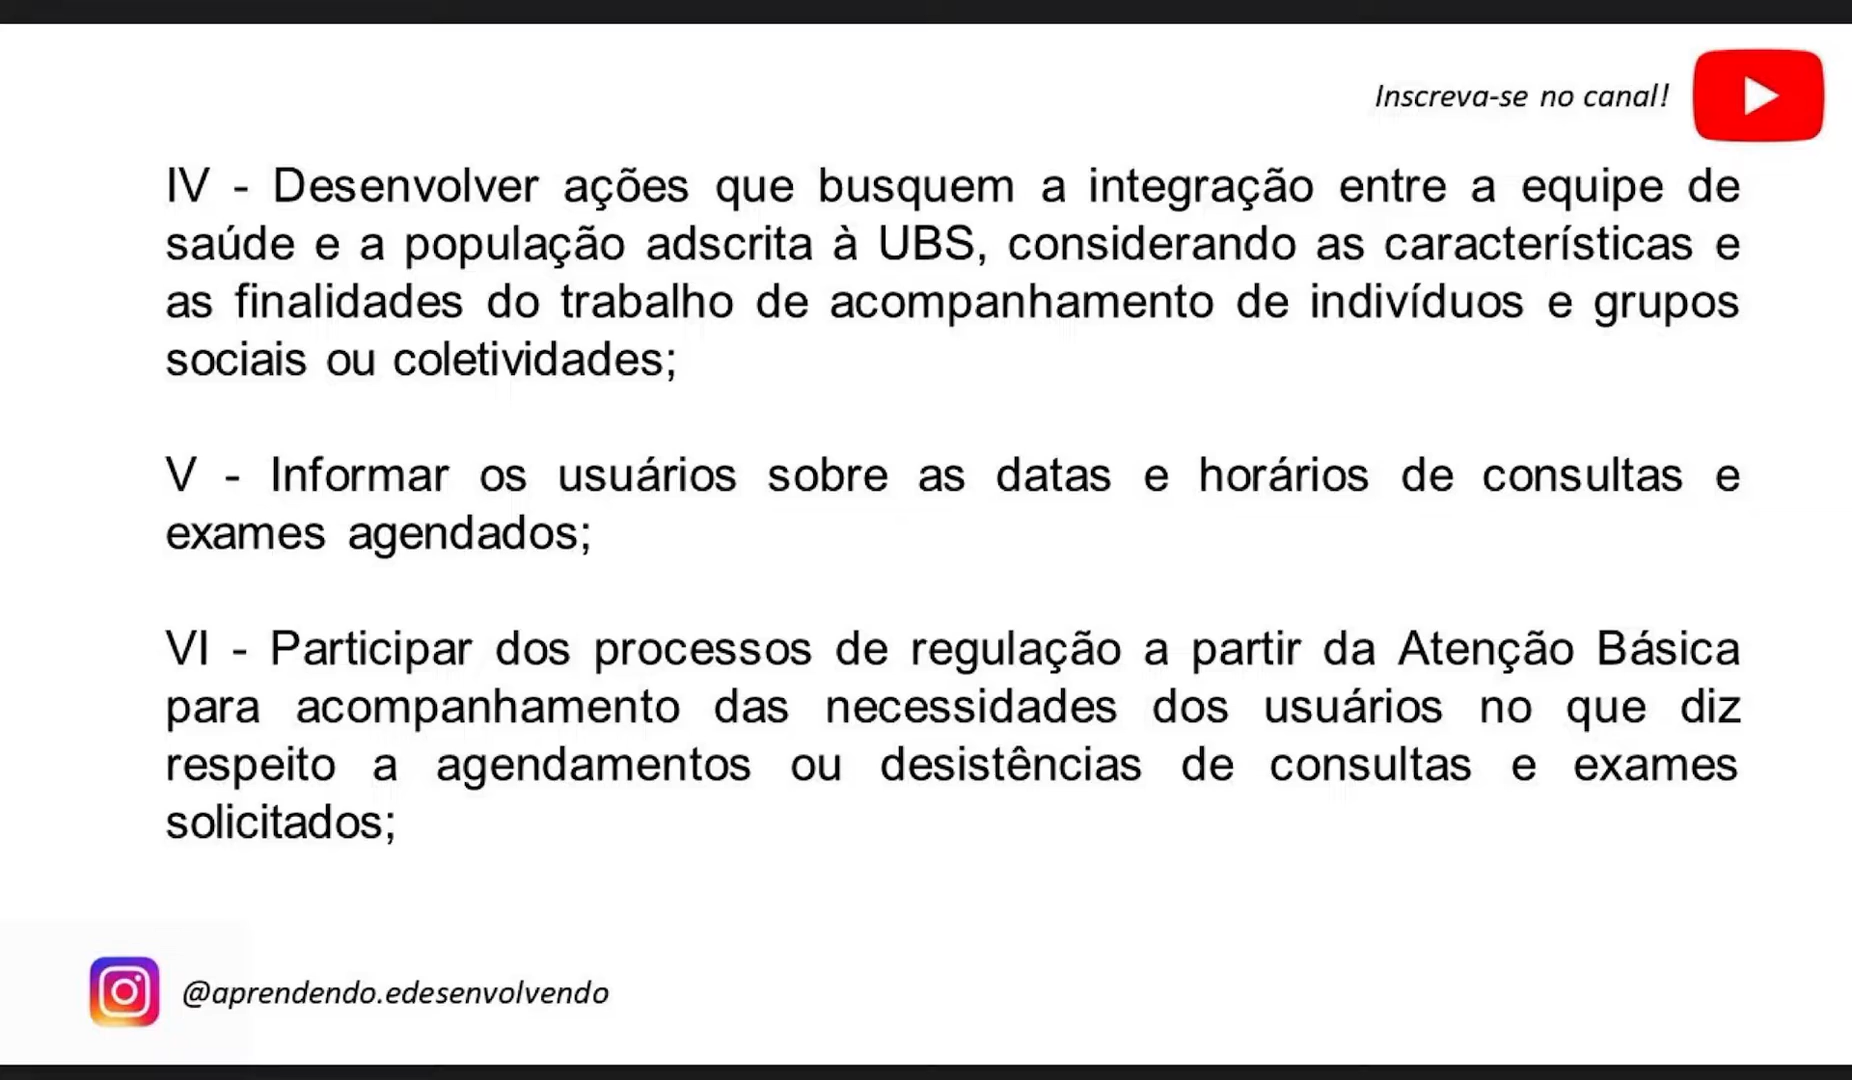 Inscreva-se no canal!
IV - Desenvolver ações que busquem a integração entre a equipe de
saúde e a população adscrita à UBS, considerando as características e
as finalidades do trabalho de acompanhamento de indivíduos e grupos
sociais ou coletividades;
V - Informar os usuários sobre as datas e horários de consultas e
exames agendados;
VI - Participar dos processos de regulação a partir da Atenção Básica
para acompanhamento das necessidades dos usuários no que diz
respeito a agendamentos ou desistências de consultas e exames
solicitados;
@aprendendo.edesenvolvendo